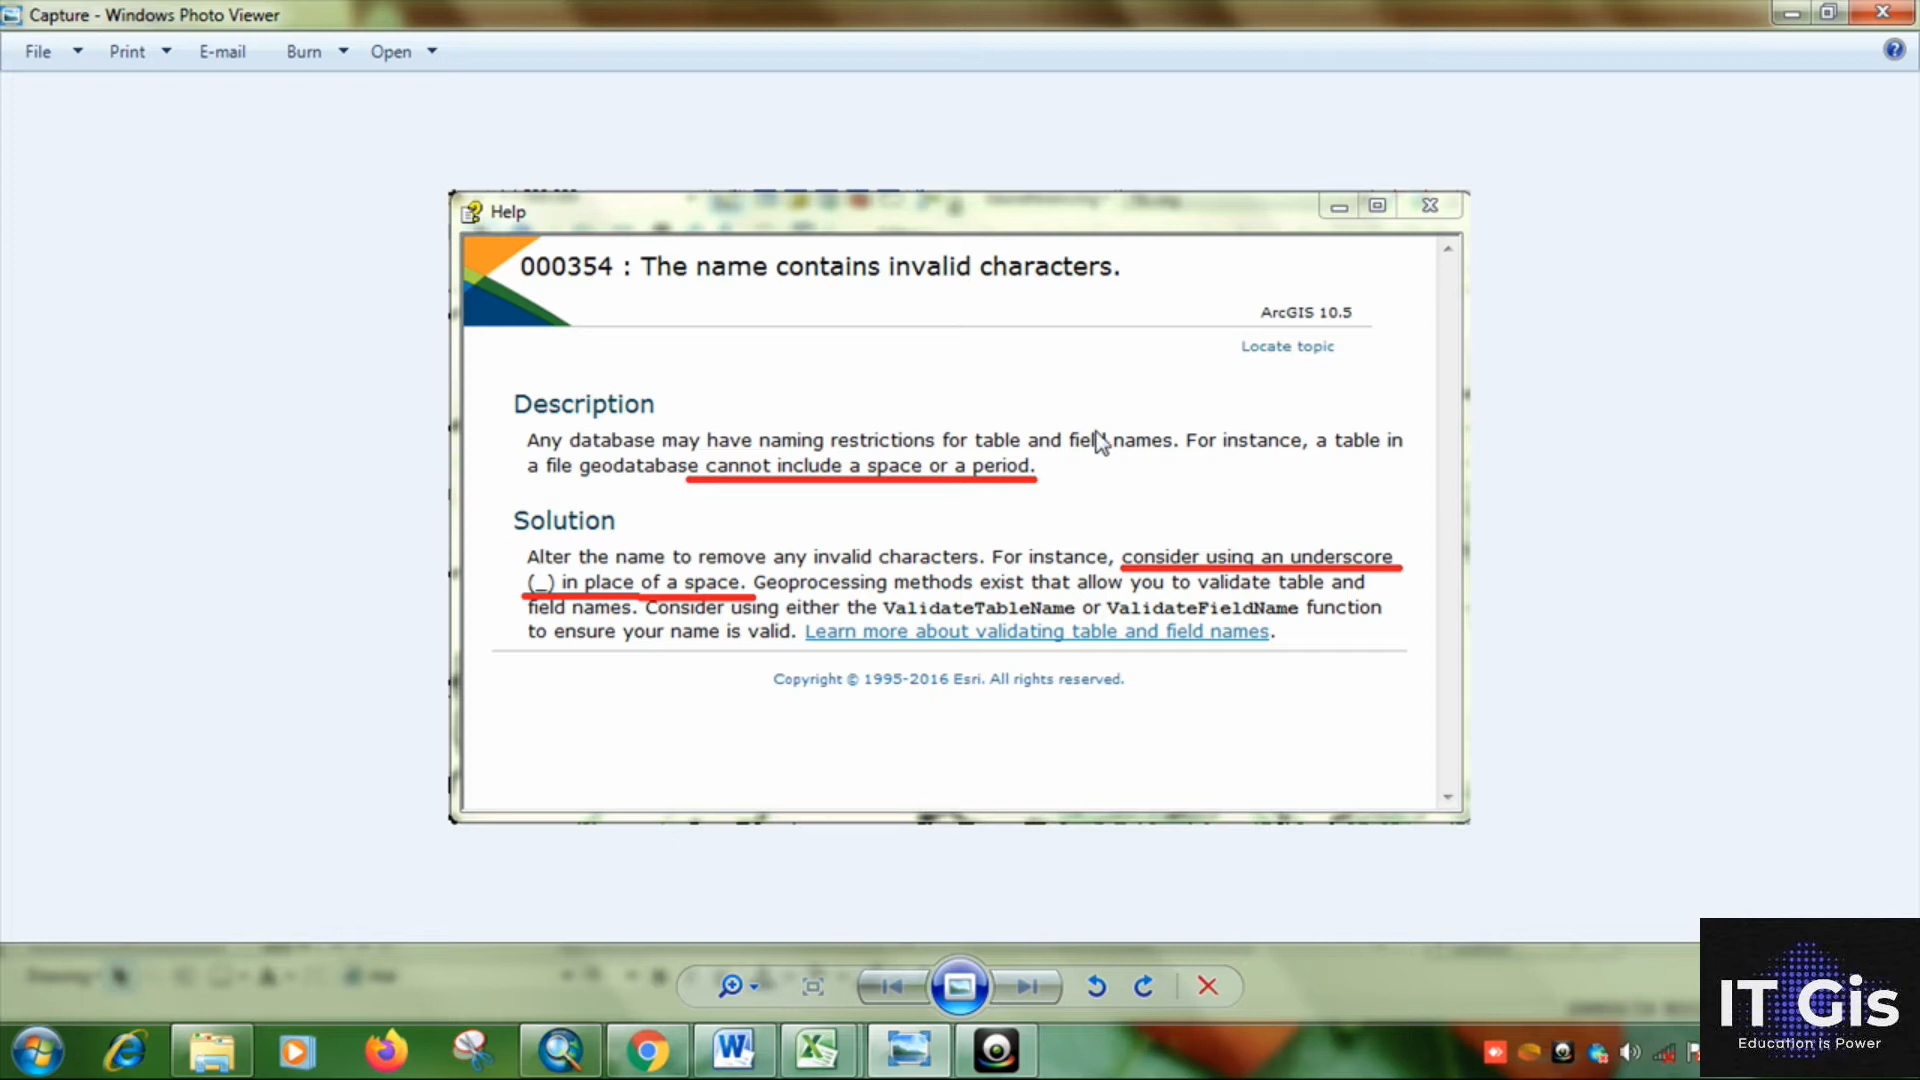 Capture - Windows Photo Viewer
File Print E-mail Burn Open
Help
000354 : The name contains invalid characters.
ArcGIS 10.5
Locate topic
Description
Any database may have naming restrictions for table and field names. For instance, a table in
a file geodatabase cannot include a space or a period.
Solution
Alter the name to remove any invalid characters. For instance, consider using an underscore
(_) in place of a space. Geoprocessing methods exist that allow you to validate table and
field names. Consider using either the ValidateTableName or ValidateFieldName function
to ensure your name is valid. Learn more about validating table and field names.
Copyright © 1995-2016 Esri. All rights reserved.
IT Gis
Education is Power